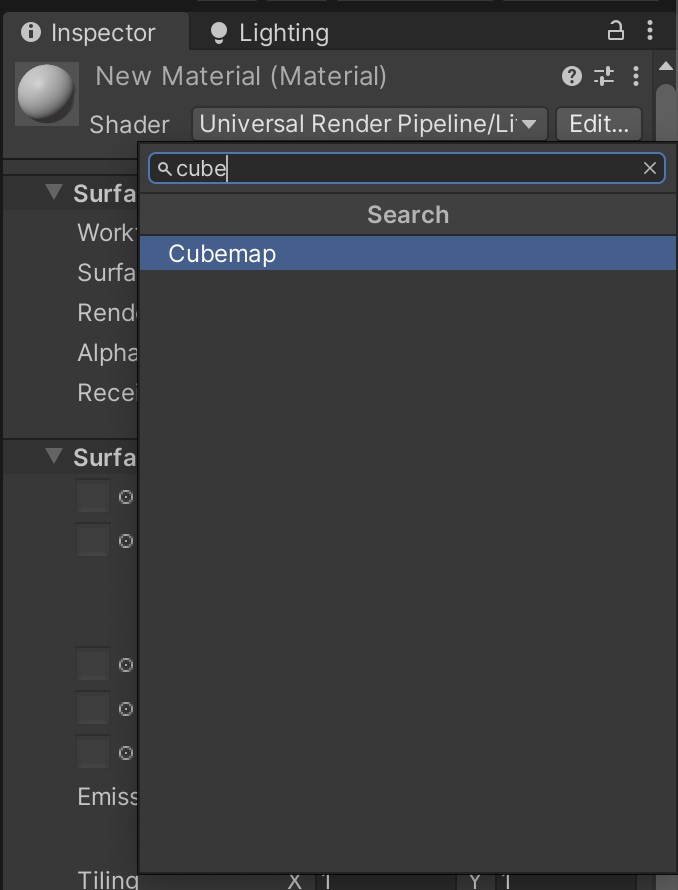 Inspector
Lighting
New Material (Material)
Shader
Universal Render Pipeline/Li
Edit...
cube
Search
Cubemap
Surfa
Work
Surfa
Rend
Alpha
Recei
Surfa
Emiss
Tiling
X 1
Y 1